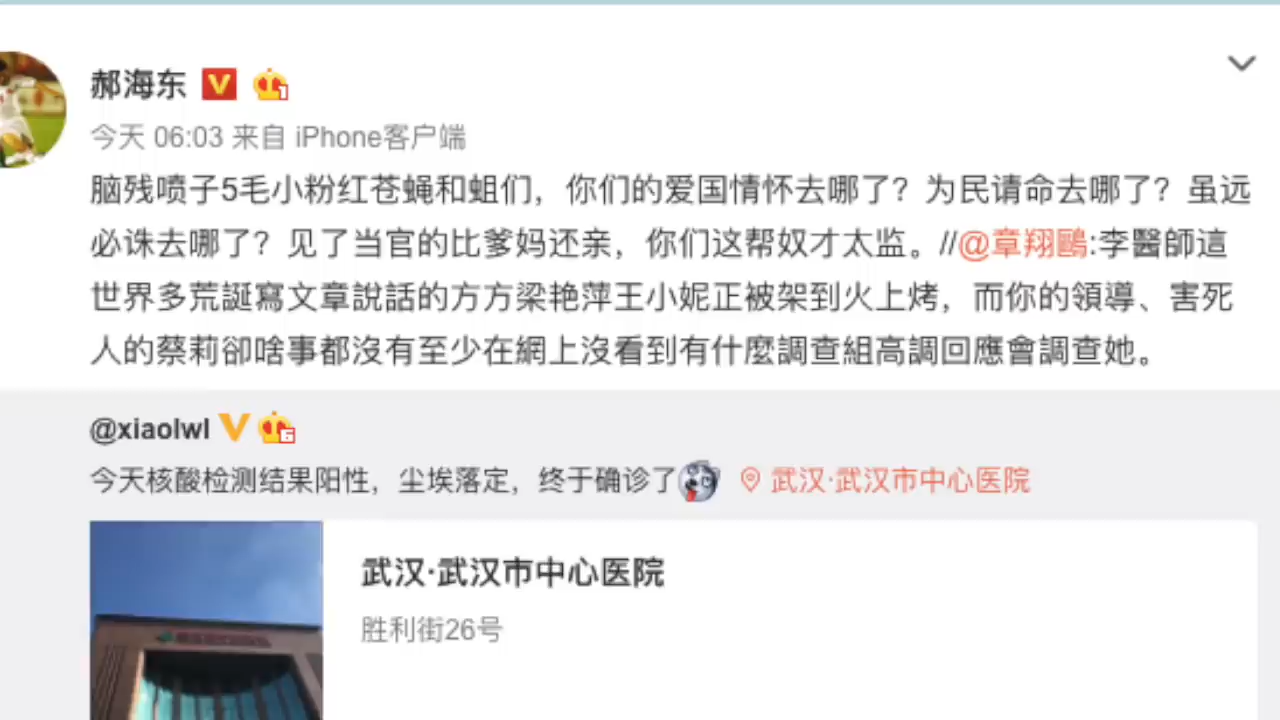 郝海东
今天 06:03 来自 iPhone客户端
脑残喷子5毛小粉红苍蝇和蛆们，你们的爱国情怀去哪了？为民请命去哪了？虽远
必诛去哪了？见了当官的比爹妈还亲，你们这帮奴才太监。//@章翔鷗:李醫師這
世界多荒誕寫文章說話的方方梁艳萍王小妮正被架到火上烤，而你的領導、害死
人的蔡莉卻啥事都沒有至少在網上沒看到有什麼調查組高調回應會調查她。
@xiaolwl
今天核酸检测结果阳性，尘埃落定，终于确诊了 武汉·武汉市中心医院
武汉·武汉市中心医院
胜利街26号